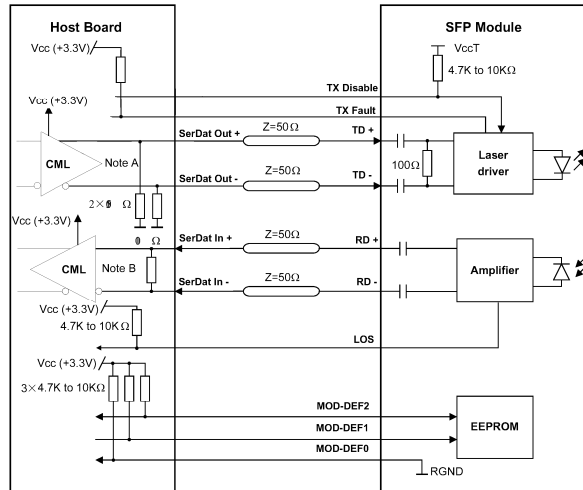 Host Board
SFP Module
Vcc (+3.3V)
VccT
4.7K to 10KΩ
TX Disable
TX Fault
Vcc (+3.3V)
SerDat Out +
Z=50Ω
TD +
CML
Note A
100Ω
Laser driver
SerDat Out -
Z=50Ω
TD -
Ω
Vcc (+3.3V)
Ω
SerDat In +
Z=50Ω
RD +
CML
Note B
Amplifier
SerDat In -
Z=50Ω
RD -
Vcc (+3.3V)
4.7K to 10KΩ
LOS
Vcc (+3.3V)
3×4.7K to 10KΩ
MOD-DEF2
EEPROM
MOD-DEF1
MOD-DEF0
RGND